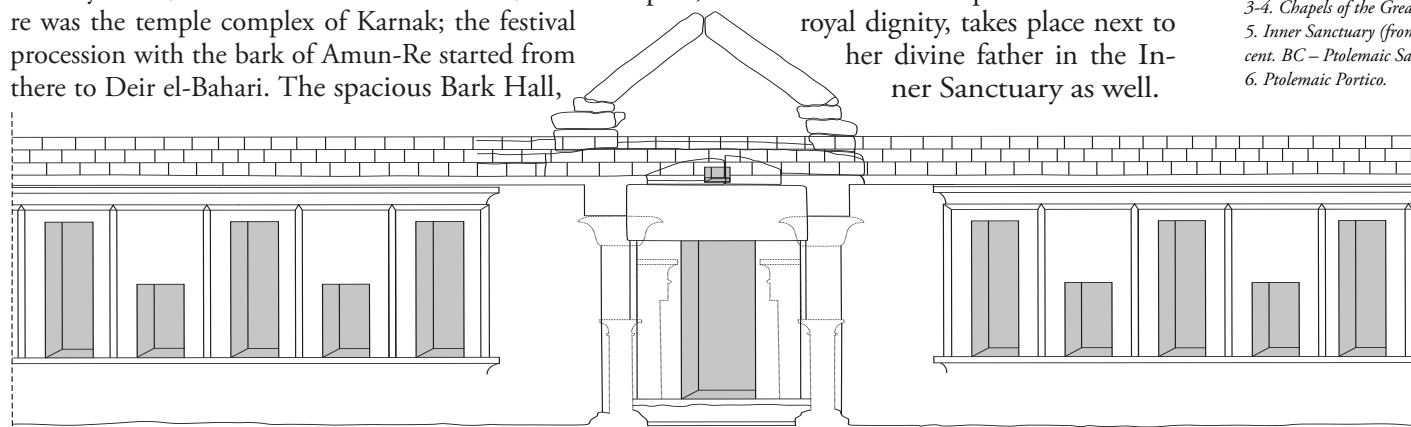 re was the temple complex of Karnak; the festival
procession with the bark of Amun-Re started from
there to Deir el-Bahari. The spacious Bark Hall,
royal dignity, takes place next to
her divine father in the In-
ner Sanctuary as well.
3-4. Chapels of the Grea
5. Inner Sanctuary (from
cent. BC – Ptolemaic Sa
6. Ptolemaic Portico.